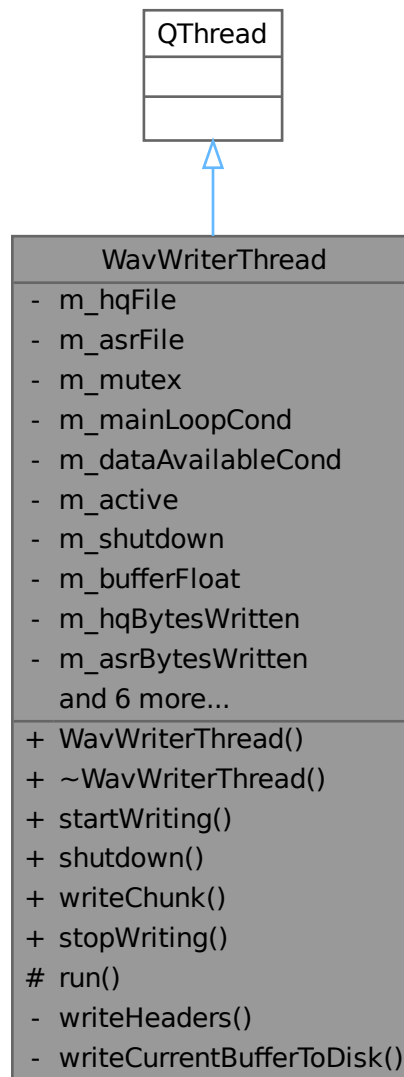 QThread
WavWriterThread
- m_hqFile
- m_asrFile
- m_mutex
- m_mainLoopCond
- m_dataAvailableCond
- m_active
- m_shutdown
- m_bufferFloat
- m_hqBytesWritten
- m_asrBytesWritten
and 6 more...
+ WavWriterThread()
+ ~WavWriterThread()
+ startWriting()
+ shutdown()
+ writeChunk()
+ stopWriting()
# run()
- writeHeaders()
- writeCurrentBufferToDisk()